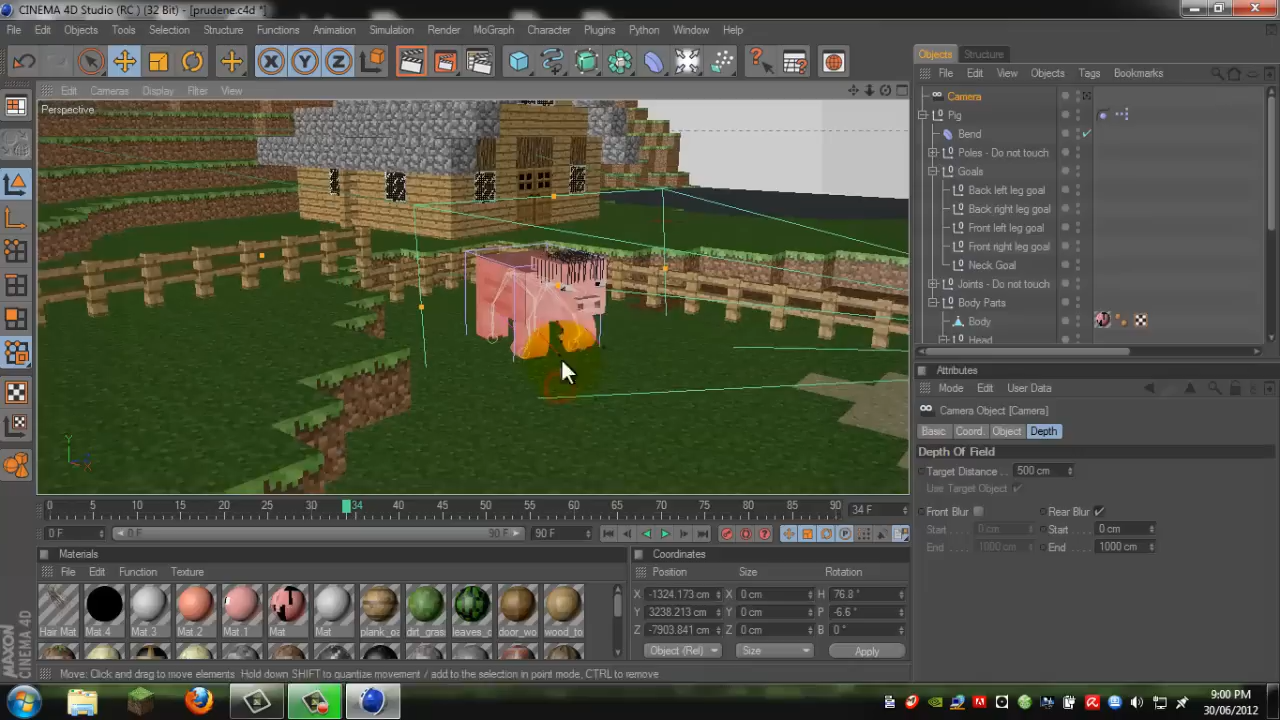 CINEMA 4D Studio (RC ) (32 Bit) - [prudene.c4d *]
File Edit Objects Tools Selection Structure Functions Animation Simulation Render MoGraph Character Plugins Python Window Help
X Y Z
Objects Structure
File Edit View Objects Tags Bookmarks
Edit Cameras Display Filter View
Perspective
Camera
Pig
Bend
Poles - Do not touch
Goals
Back left leg goal
Back right leg goal
Front left leg goal
Front right leg goal
Neck Goal
Joints - Do not touch
Body Parts
Body
Head
Attributes
Mode Edit User Data
Camera Object [Camera]
Basic Coord. Object Depth
Depth Of Field
Target Distance . . 500 cm
Use Target Object
Front Blur Rear Blur
Start . . 0 cm Start . . 0 cm
End . . 1000 cm End . . 1000 cm
Y
X
0 5 10 15 20 25 30 34 40 45 50 55 60 65 70 75 80 85 90 34 F
0 F 0 F 90 F 90 F
Materials
File Edit Function Texture
Hair Mat Mat 4 Mat 3 Mat.2 Mat.1 Mat Mat plank_oa dirt_grass leaves_c door_wo wood_to
Coordinates
Position Size Rotation
X -1324.173 cm X 0 cm H 76.8 °
Y 3238.213 cm Y 0 cm P -6.6 °
Z -7903.841 cm Z 0 cm B 0 °
Object (Rel) Size Apply
MAXON CINEMA 4D
Move: Click and drag to move elements Hold down SHIFT to quantize movement / add to the selection in point mode, CTRL to remove
9:00 PM
30/06/2012